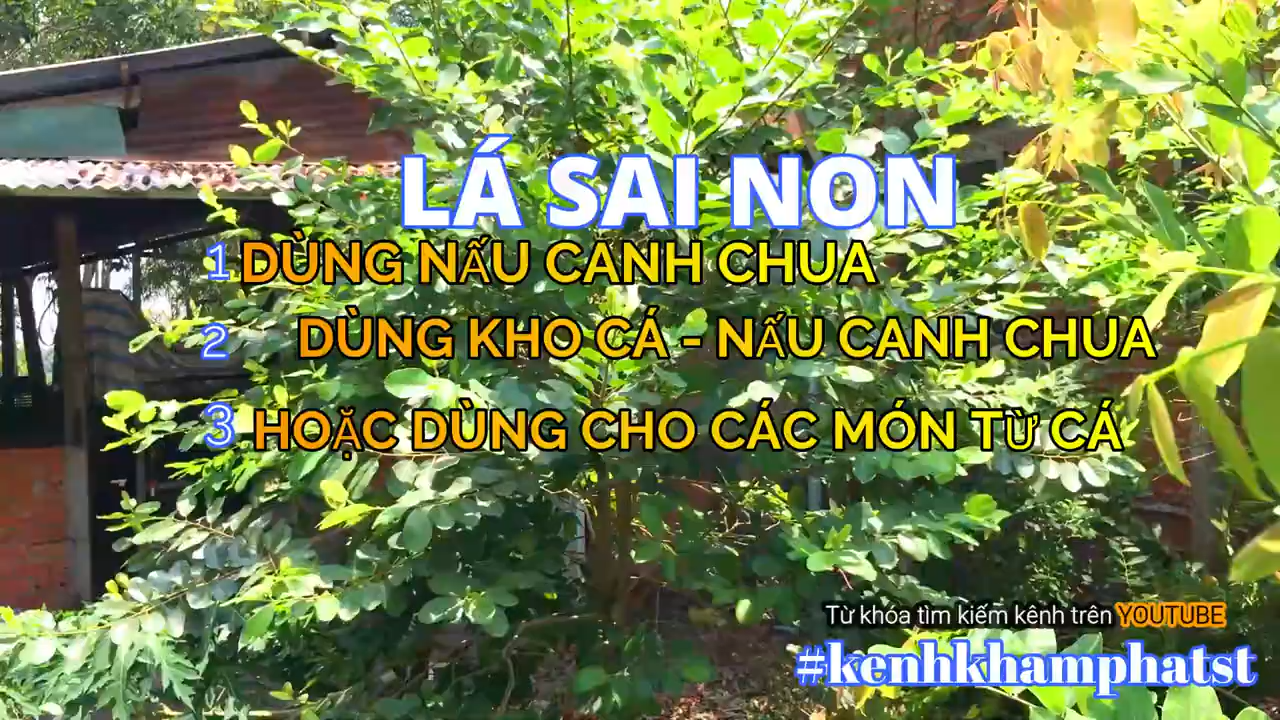 LÁ SAI NON
1 DÙNG NẤU CANH CHUA
2 DÙNG KHO CÁ - NẤU CANH CHUA
3 HOẶC DÙNG CHO CÁC MÓN TỪ CÁ
Từ khóa tìm kiếm kênh trên YOUTUBE
#kenhkhamphatst